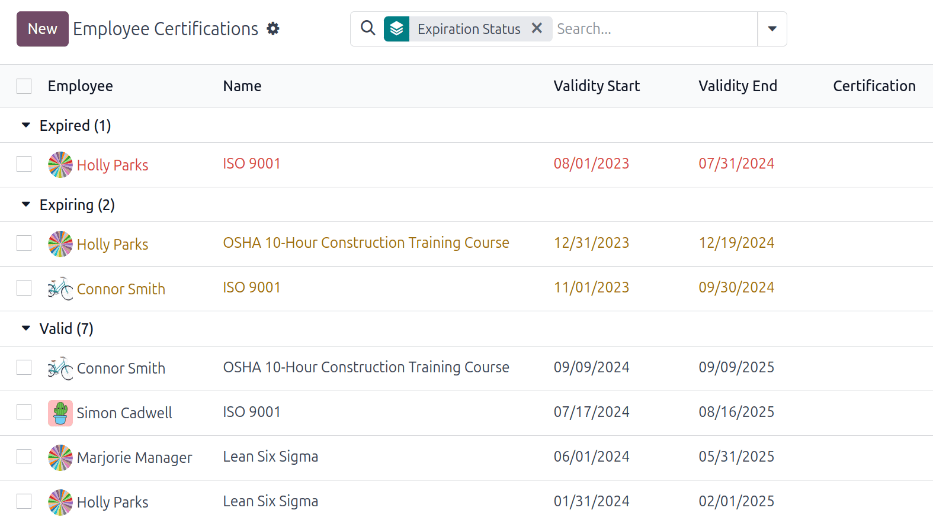 New Employee Certifications Expiration Status Search...
Employee Name Validity Start Validity End Certification
Expired (1)
Holly Parks ISO 9001 08/01/2023 07/31/2024
Expiring (2)
Holly Parks OSHA 10-Hour Construction Training Course 12/31/2023 12/19/2024
Connor Smith ISO 9001 11/01/2023 09/30/2024
Valid (7)
Connor Smith OSHA 10-Hour Construction Training Course 09/09/2024 09/09/2025
Simon Cadwell ISO 9001 07/17/2024 08/16/2025
Marjorie Manager Lean Six Sigma 06/01/2024 05/31/2025
Holly Parks Lean Six Sigma 01/31/2024 02/01/2025